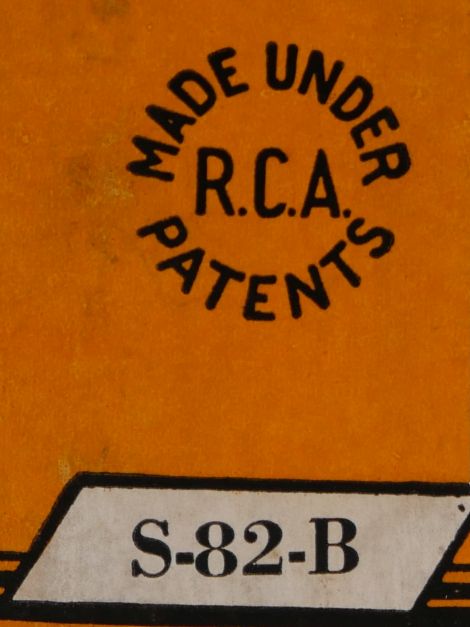 MADE UNDER
R.C.A.
PATENTS
S-82-B